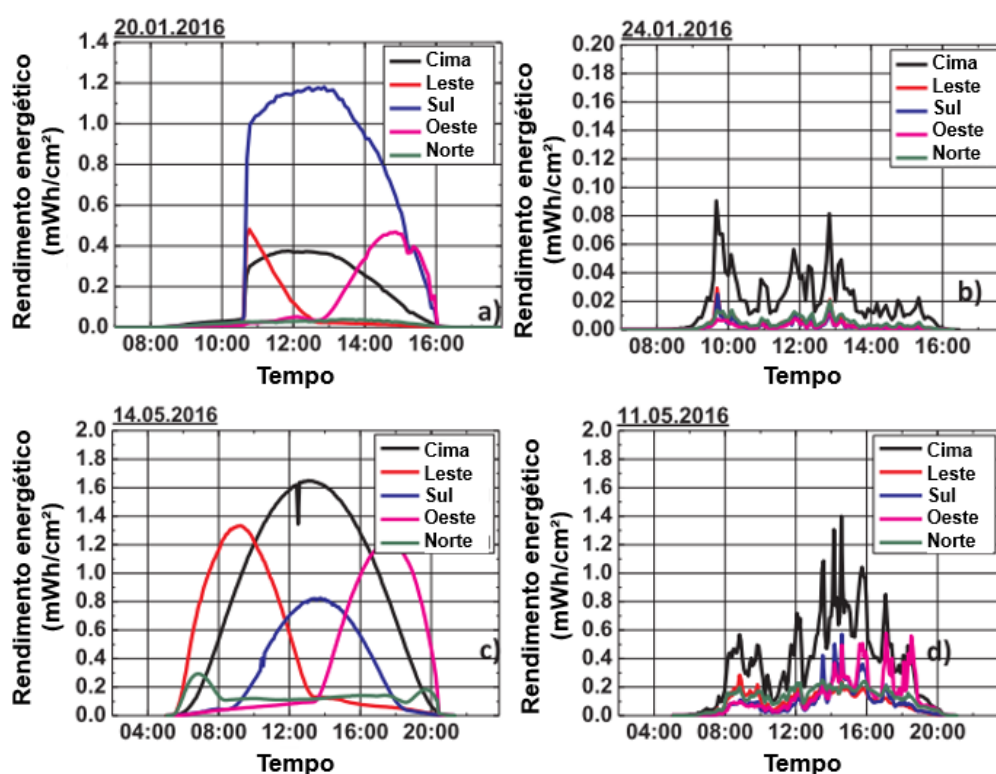 20.01.2016
1.4
1.2
1.0
0.8
0.6
0.4
0.2
0.0
Rendimento energético
(mWh/cm²)
Cima
Leste
Sul
Oeste
Norte
a)
08:00 10:00 12:00 14:00 16:00
Tempo
24.01.2016
0.20
0.18
0.16
0.14
0.12
0.10
0.08
0.06
0.04
0.02
0.00
Rendimento energético
(mWh/cm²)
Cima
Leste
Sul
Oeste
Norte
b)
08:00 10:00 12:00 14:00 16:00
Tempo
14.05.2016
2.0
1.8
1.6
1.4
1.2
1.0
0.8
0.6
0.4
0.2
0.0
Rendimento energético
(mWh/cm²)
Cima
Leste
Sul
Oeste
Norte
c)
04:00 08:00 12:00 16:00 20:00
Tempo
11.05.2016
2.0
1.8
1.6
1.4
1.2
1.0
0.8
0.6
0.4
0.2
0.0
Rendimento energético
(mWh/cm²)
Cima
Leste
Sul
Oeste
Norte
d)
04:00 08:00 12:00 16:00 20:00
Tempo